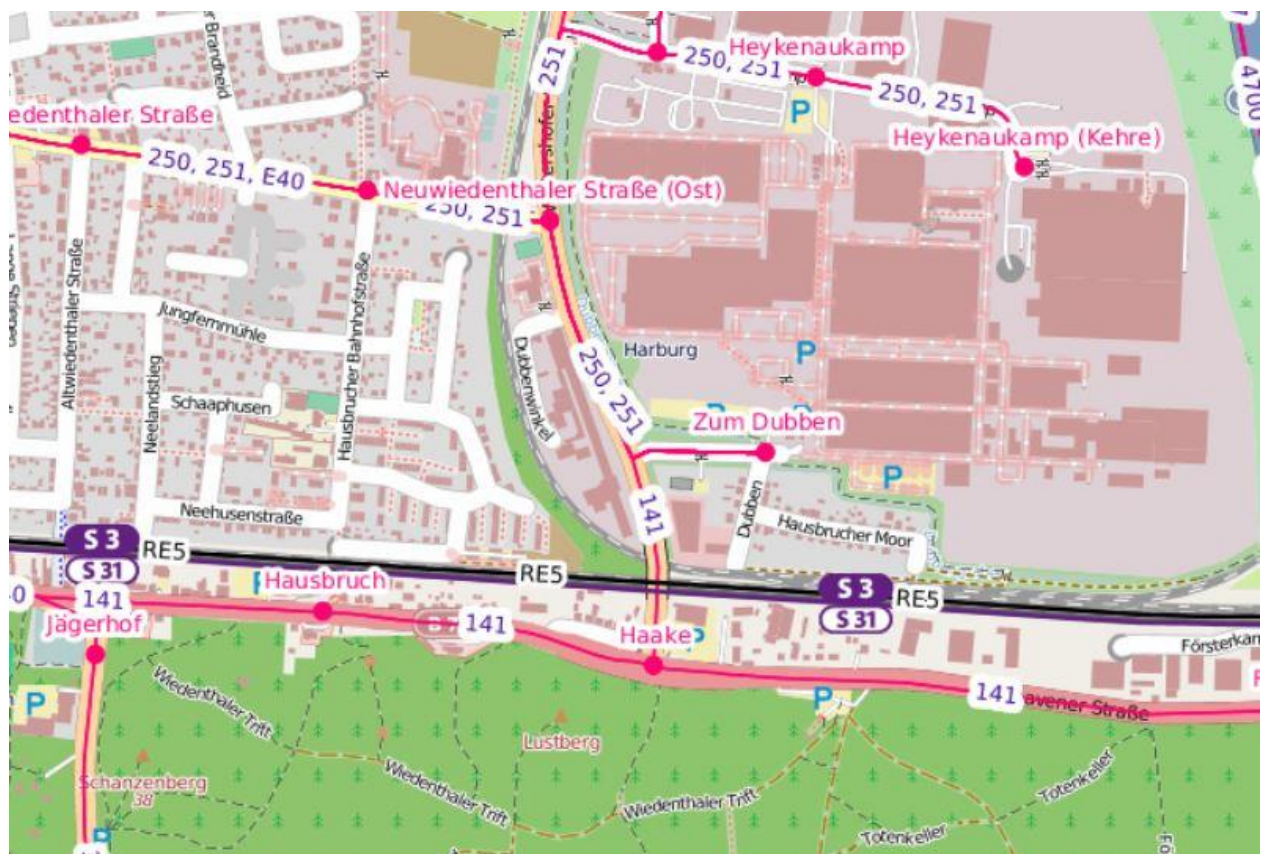 Heykenaukamp
250, 251
250, 251
251
Heykenaukamp (Kehre)
4700
250, 251, E40
Neuwiedenthaler Straße (Ost)
250, 251
Altwiedenthaler Straße
Jungfernmühle
Hausbrucher Bahnhofstraße
Neelandstieg
Schaaphusen
Dubbenwinkel
Harburg
P
P
250, 251
Zum Dubben
P
141
Dubben
Hausbrucher Moor
Neehusenstraße
S 3
S 31
RE5
RE5
S 3
S 31
RE5
Hausbruch
141
Jägerhof
141
Haake
P
P
P
141
Wiedenthaler Trift
Lustberg
Schanzenberg
38
Wiedenthaler Trift
Wiedenthaler Trift
Totenkeller
Totenkeller
P